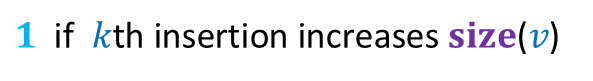 1 if kth insertion increases size(v)